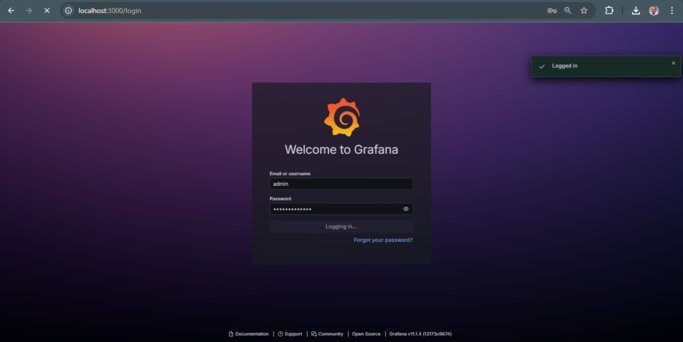 localhost:3000/login
Logged in
Welcome to Grafana
Email or username
admin
Password
•••••••••••••
Logging in...
Forgot your password?
Documentation | Support | Community | Open Source | Grafana v11.1.4 (13173c9874)